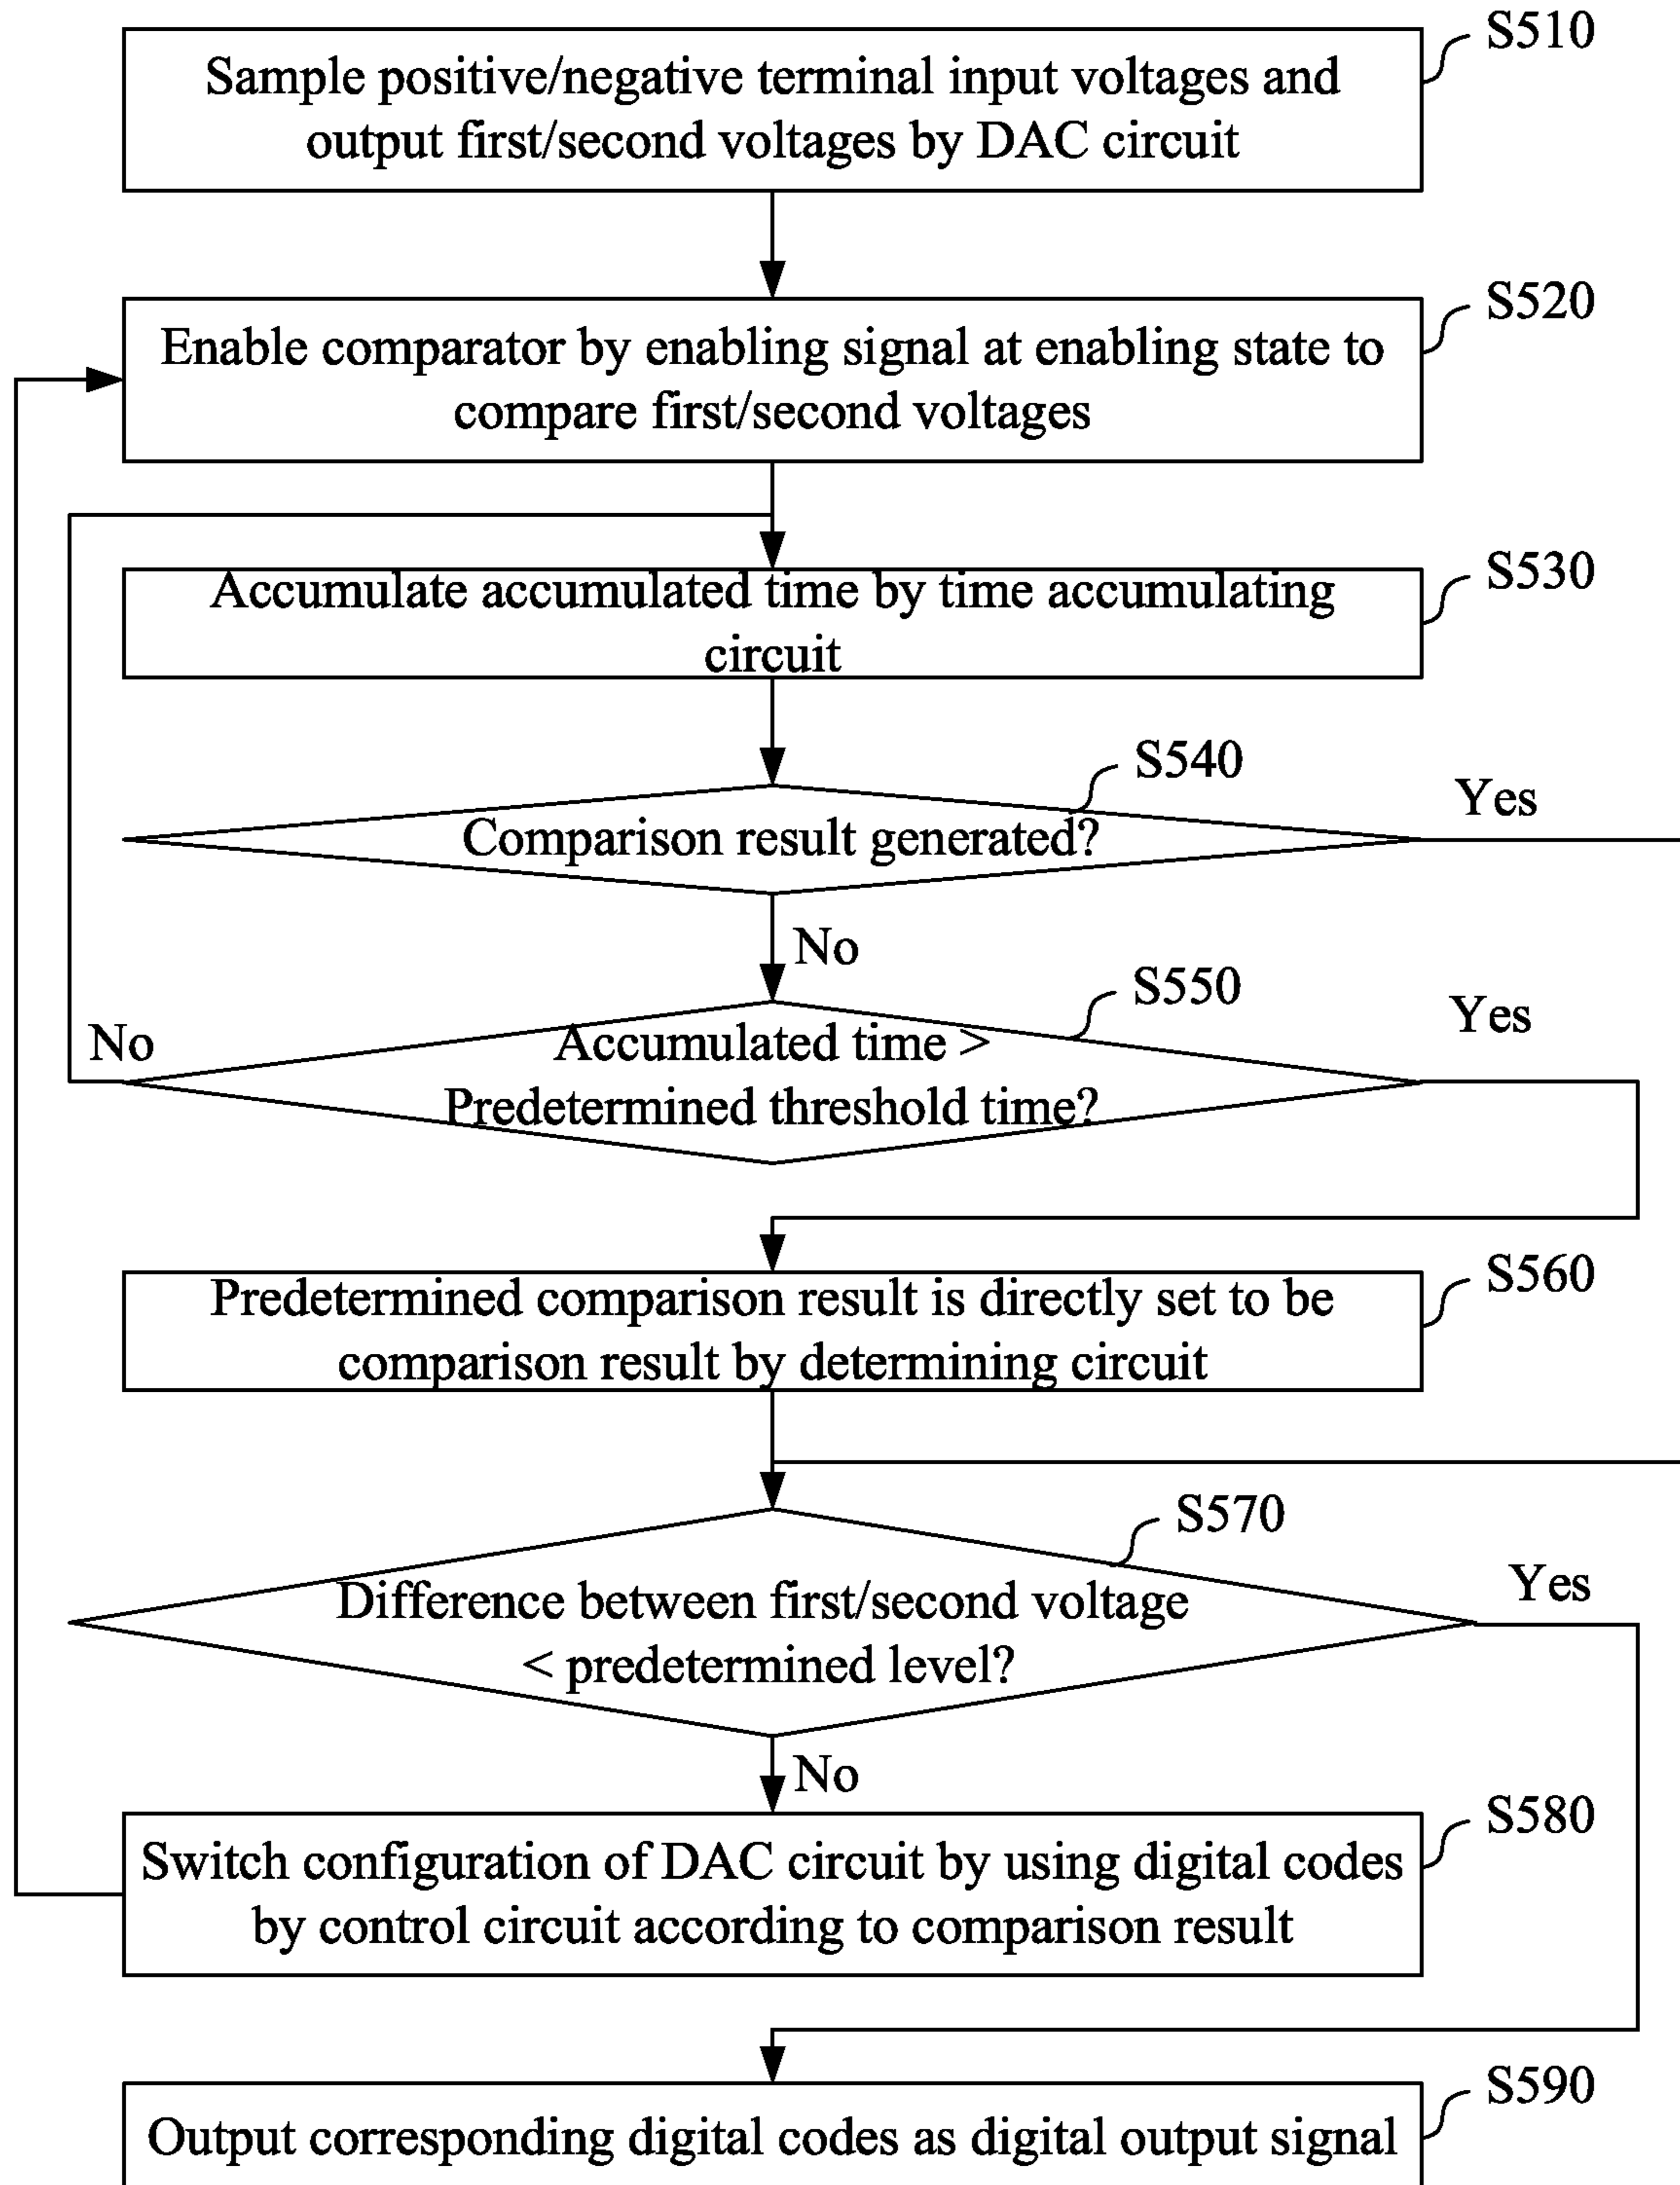 S510
Sample positive/negative terminal input voltages and
output first/second voltages by DAC circuit
S520
Enable comparator by enabling signal at enabling state to
compare first/second voltages
S530
Accumulate accumulated time by time accumulating
circuit
S540
Yes
Comparison result generated?
No
S550
Yes
No
Accumulated time >
Predetermined threshold time?
S560
Predetermined comparison result is directly set to be
comparison result by determining circuit
S570
Yes
Difference between first/second voltage
< predetermined level?
No
S580
Switch configuration of DAC circuit by using digital codes
by control circuit according to comparison result
S590
Output corresponding digital codes as digital output signal